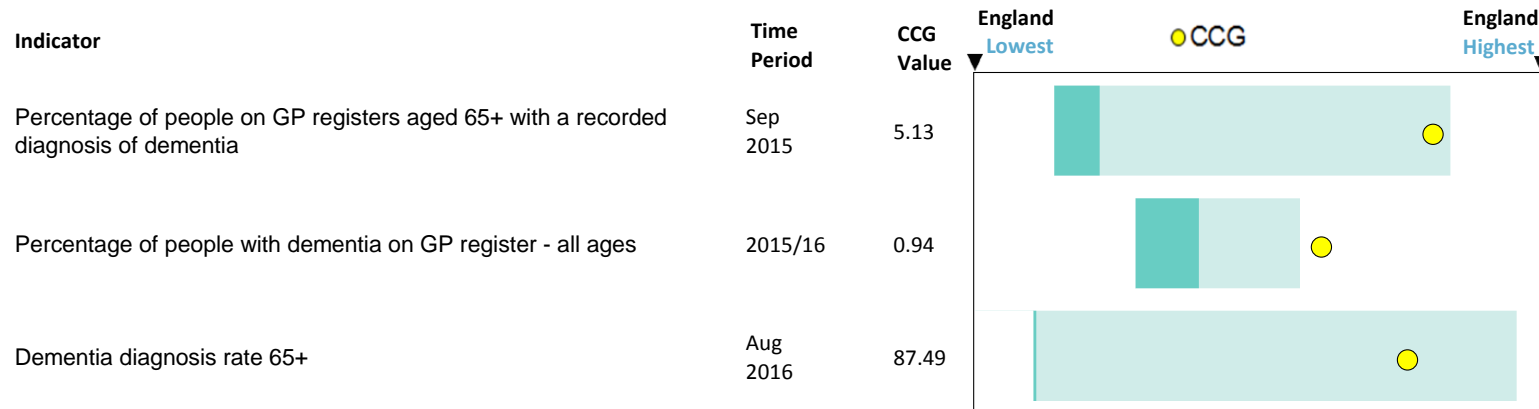 Indicator
Time
Period
CCG
Value
England
Lowest
CCG
England
Highest
Percentage of people on GP registers aged 65+ with a recorded
diagnosis of dementia
Sep
2015
5.13
Percentage of people with dementia on GP register - all ages
2015/16
0.94
Dementia diagnosis rate 65+
Aug
2016
87.49